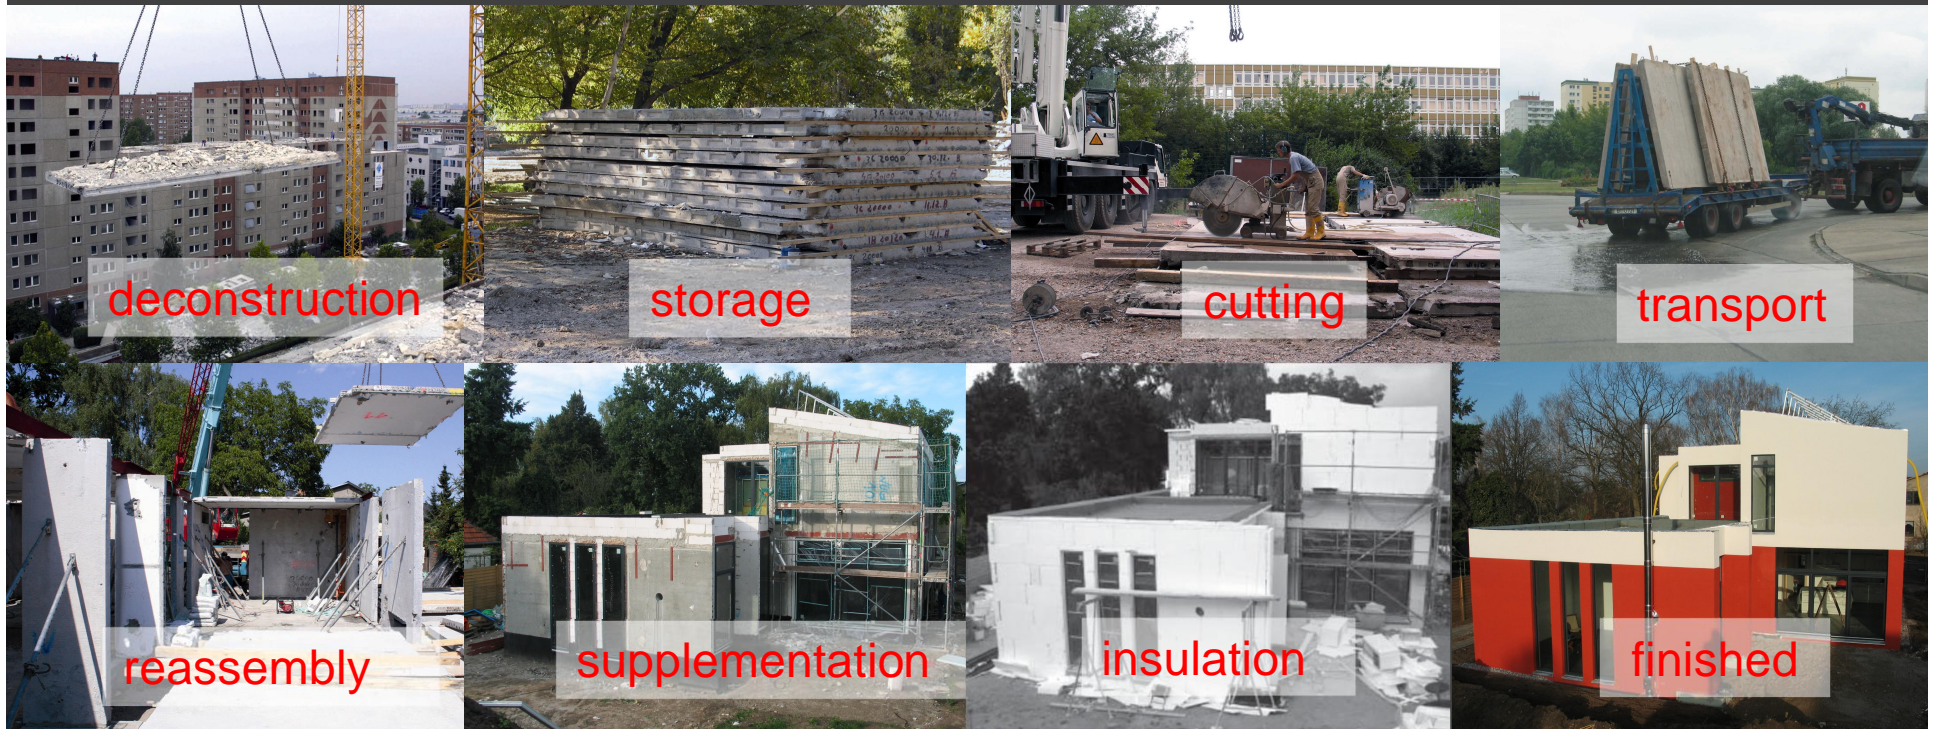 deconstruction
storage
cutting
transport
reassembly
supplementation
insulation
finished